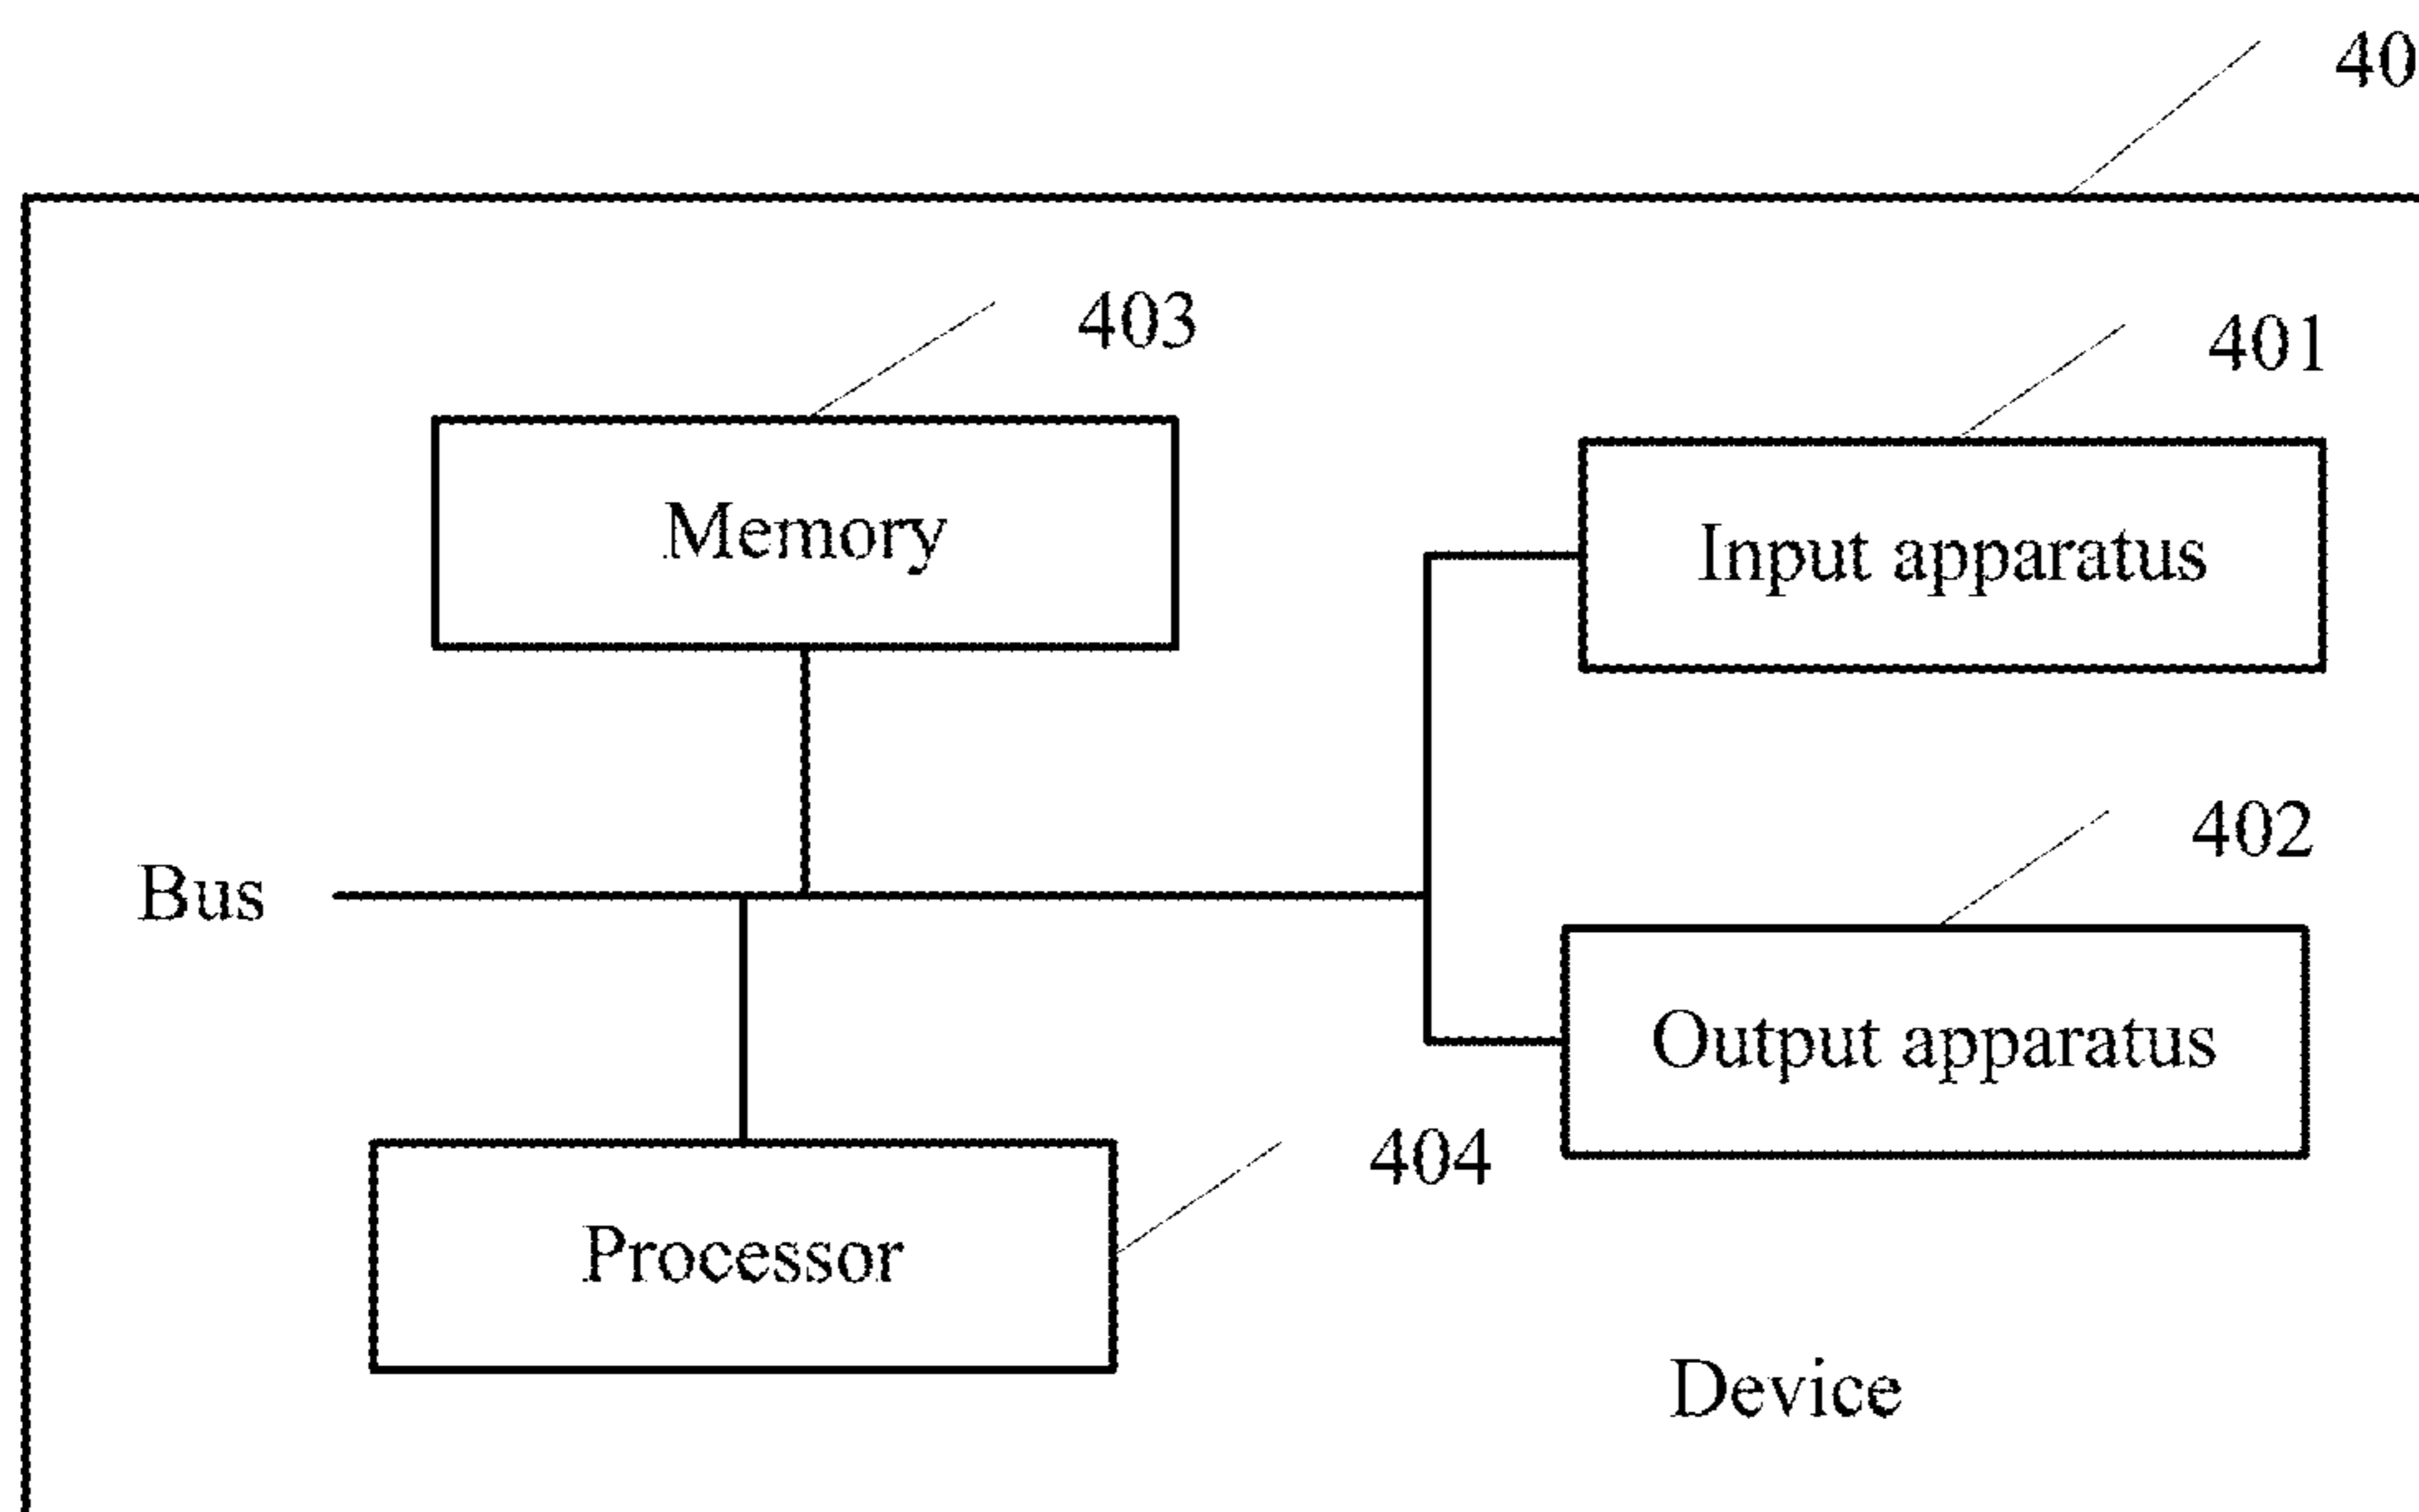 40
403
401
Memory
Input apparatus
402
Bus
Output apparatus
404
Processor
Device